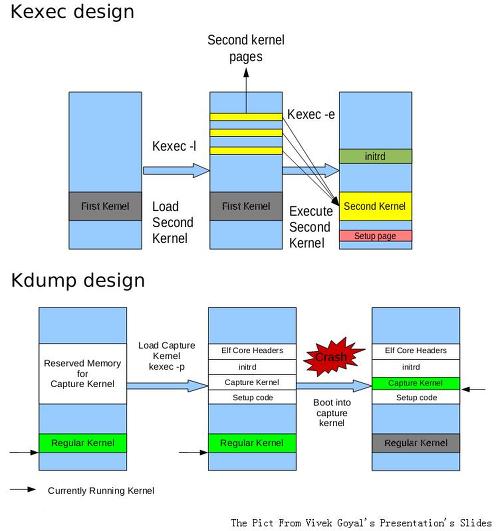 Kexec design
Second kernel
pages
Kexec -l
Kexec -e
initrd
First Kernel
Load
Second
Kernel
First Kernel
Execute
Second
Kernel
Second Kernel
Setup page
Kdump design
Reserved Memory
for
Capture Kernel
Load Capture
Kernel
kexec -p
Elf Core Headers
initrd
Capture Kernel
Setup code
Crash
Boot into
capture
kernel
Elf Core Headers
initrd
Capture Kernel
Setup code
Regular Kernel
Regular Kernel
Regular Kernel
Currently Running Kernel
The Pict From Vivek Goyal's Presentation's Slides